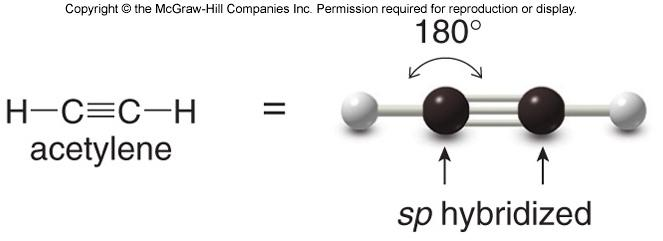 Copyright © the McGraw-Hill Companies Inc. Permission required for reproduction or display.
180°
H—C≡C—H
=
acetylene
sp hybridized